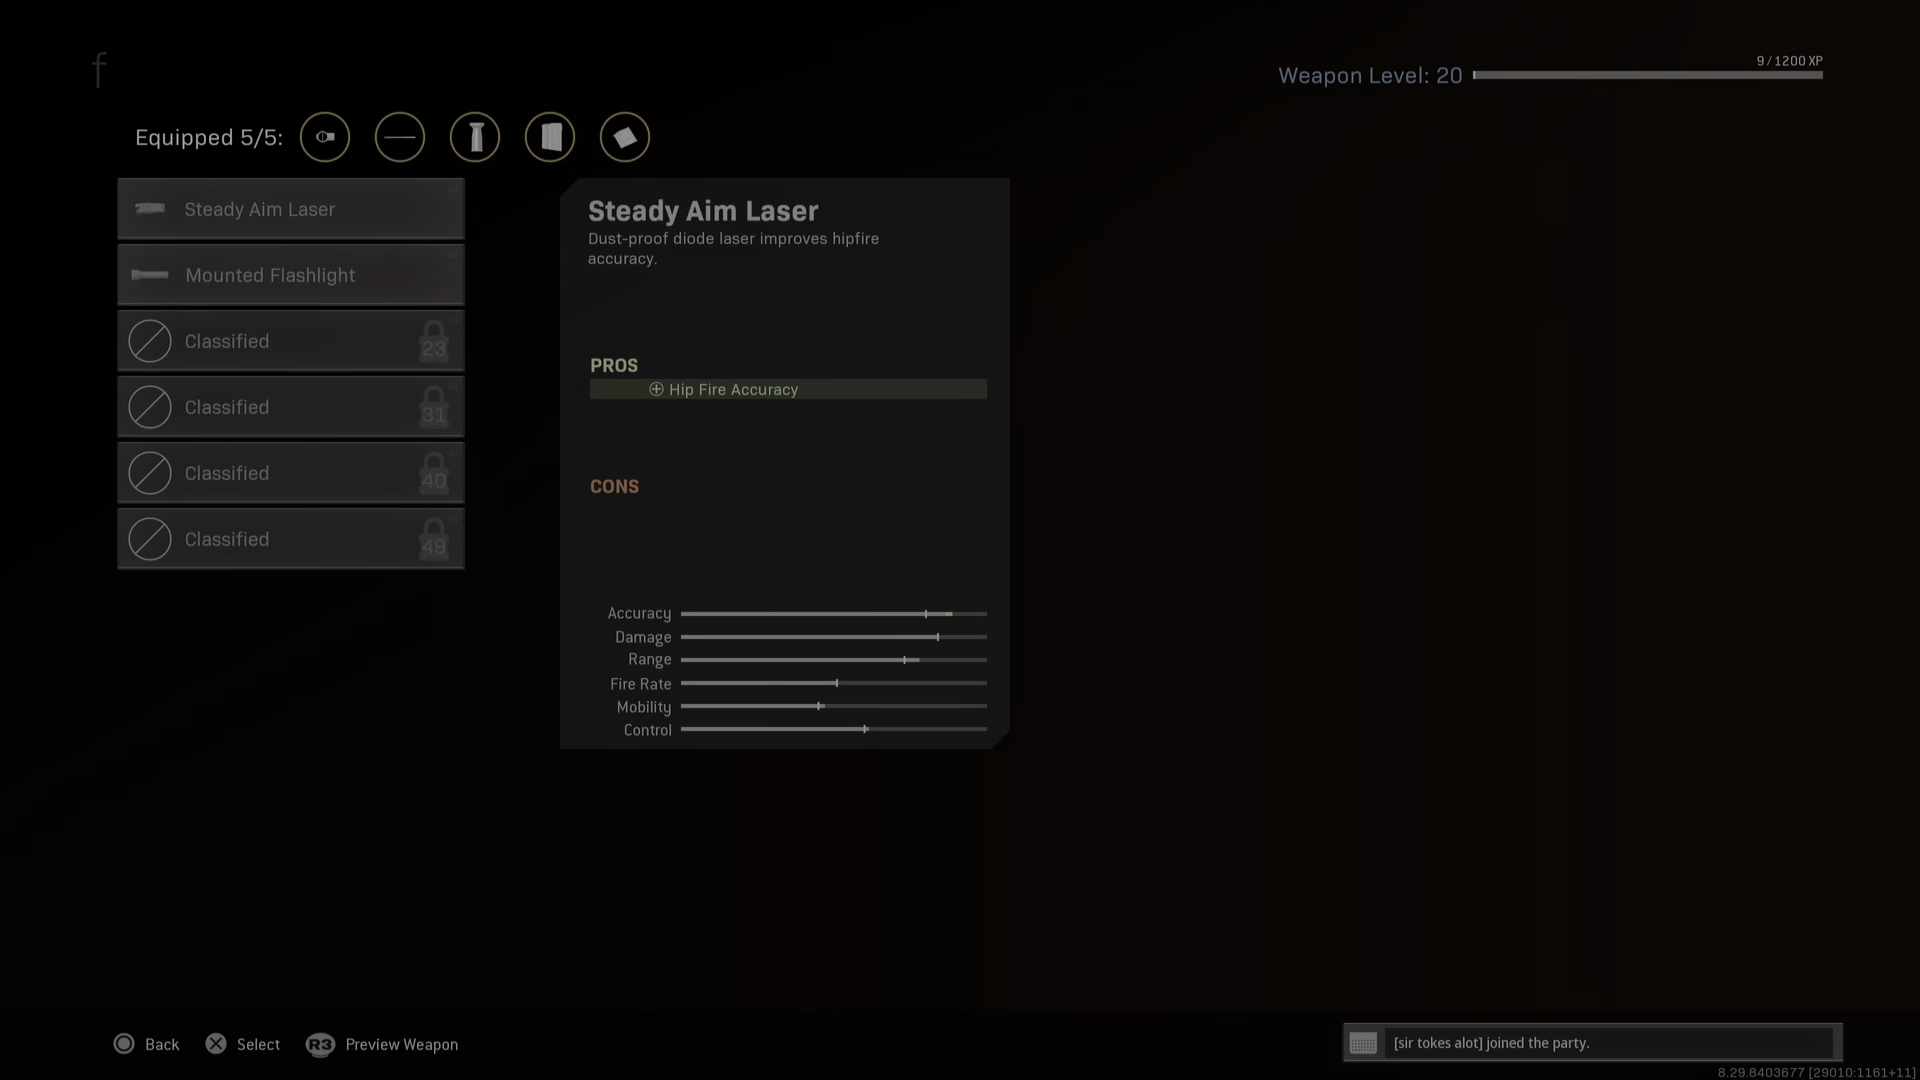 f
Weapon Level: 20
9 / 1200 XP
Equipped 5/5:
Steady Aim Laser
Mounted Flashlight
Classified 23
Classified 31
Classified 40
Classified 49
Steady Aim Laser
Dust-proof diode laser improves hipfire
accuracy.
PROS
Hip Fire Accuracy
CONS
Accuracy
Damage
Range
Fire Rate
Mobility
Control
Back
Select
R3 Preview Weapon
[sir tokes alot] joined the party.
8.29.8403677 [29010:1161+11]